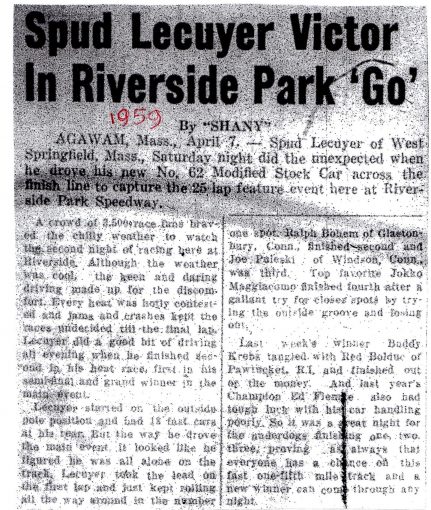 Spud Lecuyer Victor
In Riverside Park 'Go'
1959
By "SHANY"
AGAWAM, Mass., April 7. — Spud Lecuyer of West
Springfield, Mass., Saturday night did the unexpected when
he drove his new No. 62 Modified Stock Car across the
finish line to capture the 25 lap feature event here at River-
side Park Speedway.
A crowd of 3,500 race fans brav-
ed the chilly weather to watch
the second night of racing here at
Riverside. Although the weather
was cool, the keen and daring
driving made up for the discom-
fort. Every heat was hotly contest-
ed and jams and crashes kept the
races undecided till the final lap.
Lecuyer did a good bit of driving
all evening when he finished sec-
ond in his heat race, first in his
semifinal and grand winner in the
main event.
Lecuyer started on the outside
pole position and had 18 fast cars
at his rear. But the way he drove
the main event, it looked like he
figured he was all alone on the
track. Lecuyer took the lead on
the first lap and just kept rolling
all the way around in the number
one spot. Ralph Bohem of Glaston-
bury, Conn., finished second and
Joe Paleski of Windsor, Conn.,
was third. Top favorite Jokko
Maggiacomo finished fourth after a
gallant try for closer spots by try-
ing the outside groove and losing
out.
Last week's winner Buddy
Krebs tangled with Red Bolduc of
Pawtucket, R.I. and finished out
of the money. And last year's
Champion Ed Flemke also had
tough luck with his car handling
poorly. So it was a great night for
the underdogs finishing one, two,
three, proving as always that
everyone has a chance on this
fast one-fifth mile track and a
new winner can come through any
night.